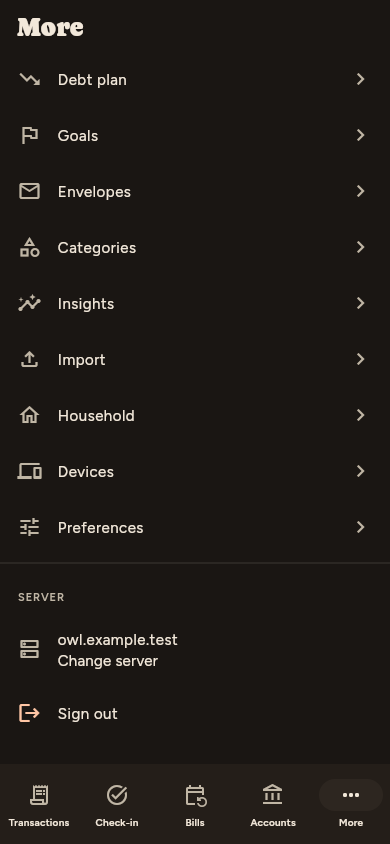 More
Debt plan
Goals
Envelopes
Categories
Insights
Import
Household
Devices
Preferences
SERVER
owl.example.test
Change server
Sign out
Transactions
Check-in
Bills
Accounts
More